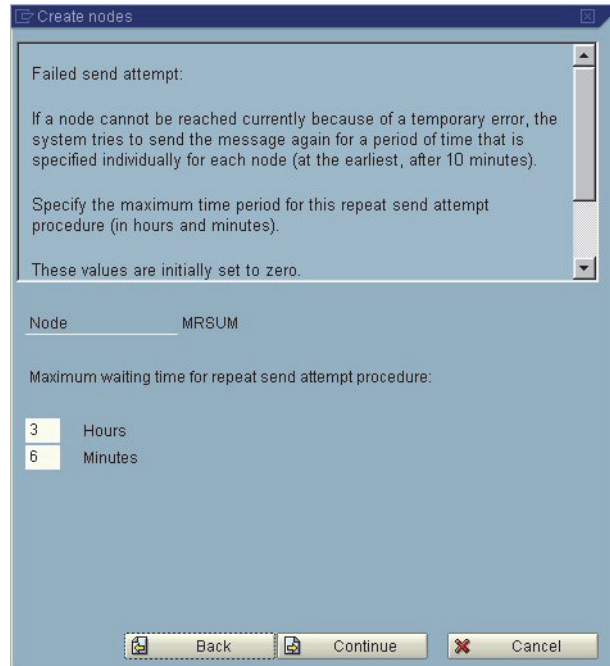 Create nodes
Failed send attempt:
If a node cannot be reached currently because of a temporary error, the
system tries to send the message again for a period of time that is
specified individually for each node (at the earliest, after 10 minutes).
Specify the maximum time period for this repeat send attempt
procedure (in hours and minutes).
These values are initially set to zero.
Node MRSUM
Maximum waiting time for repeat send attempt procedure:
3 Hours
6 Minutes
Back Continue Cancel